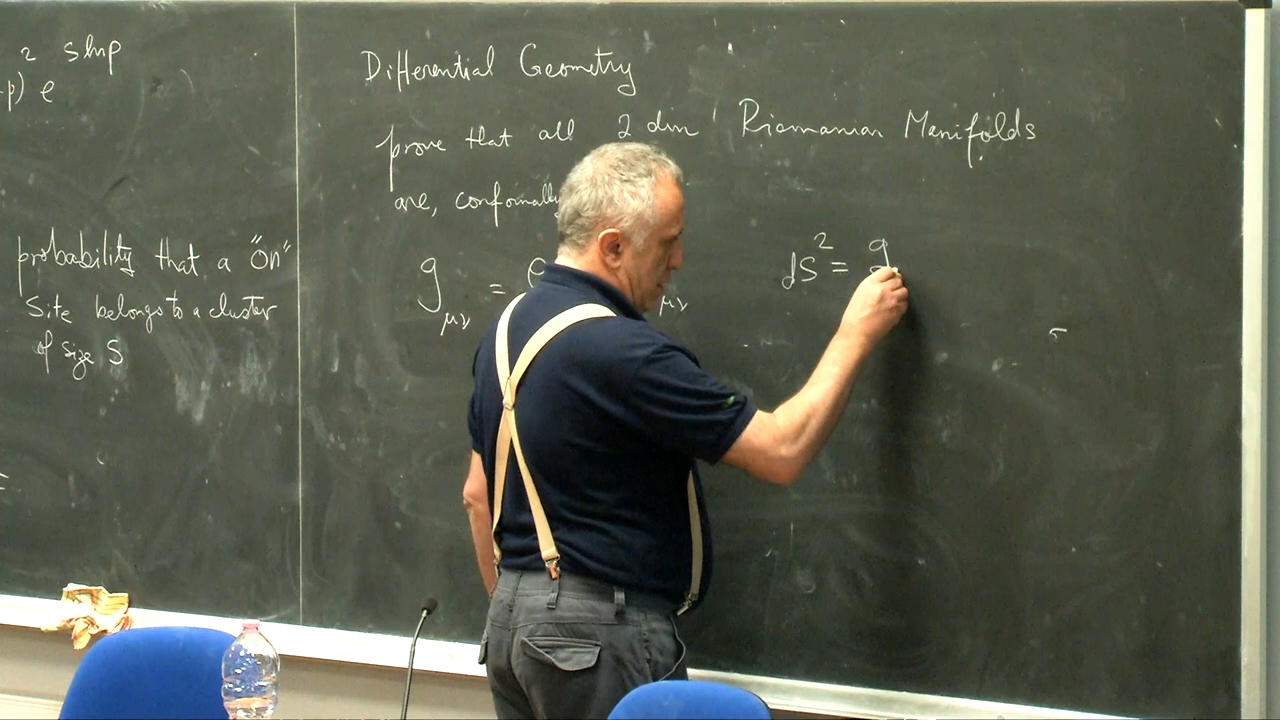 2 slnp
p) e
probability that a "ON"
Site belongs to a cluster
of size S
Differential Geometry
prove that all 2 dim Riemanian Manifolds
are, conformally
g μν = e μν
ds² = g